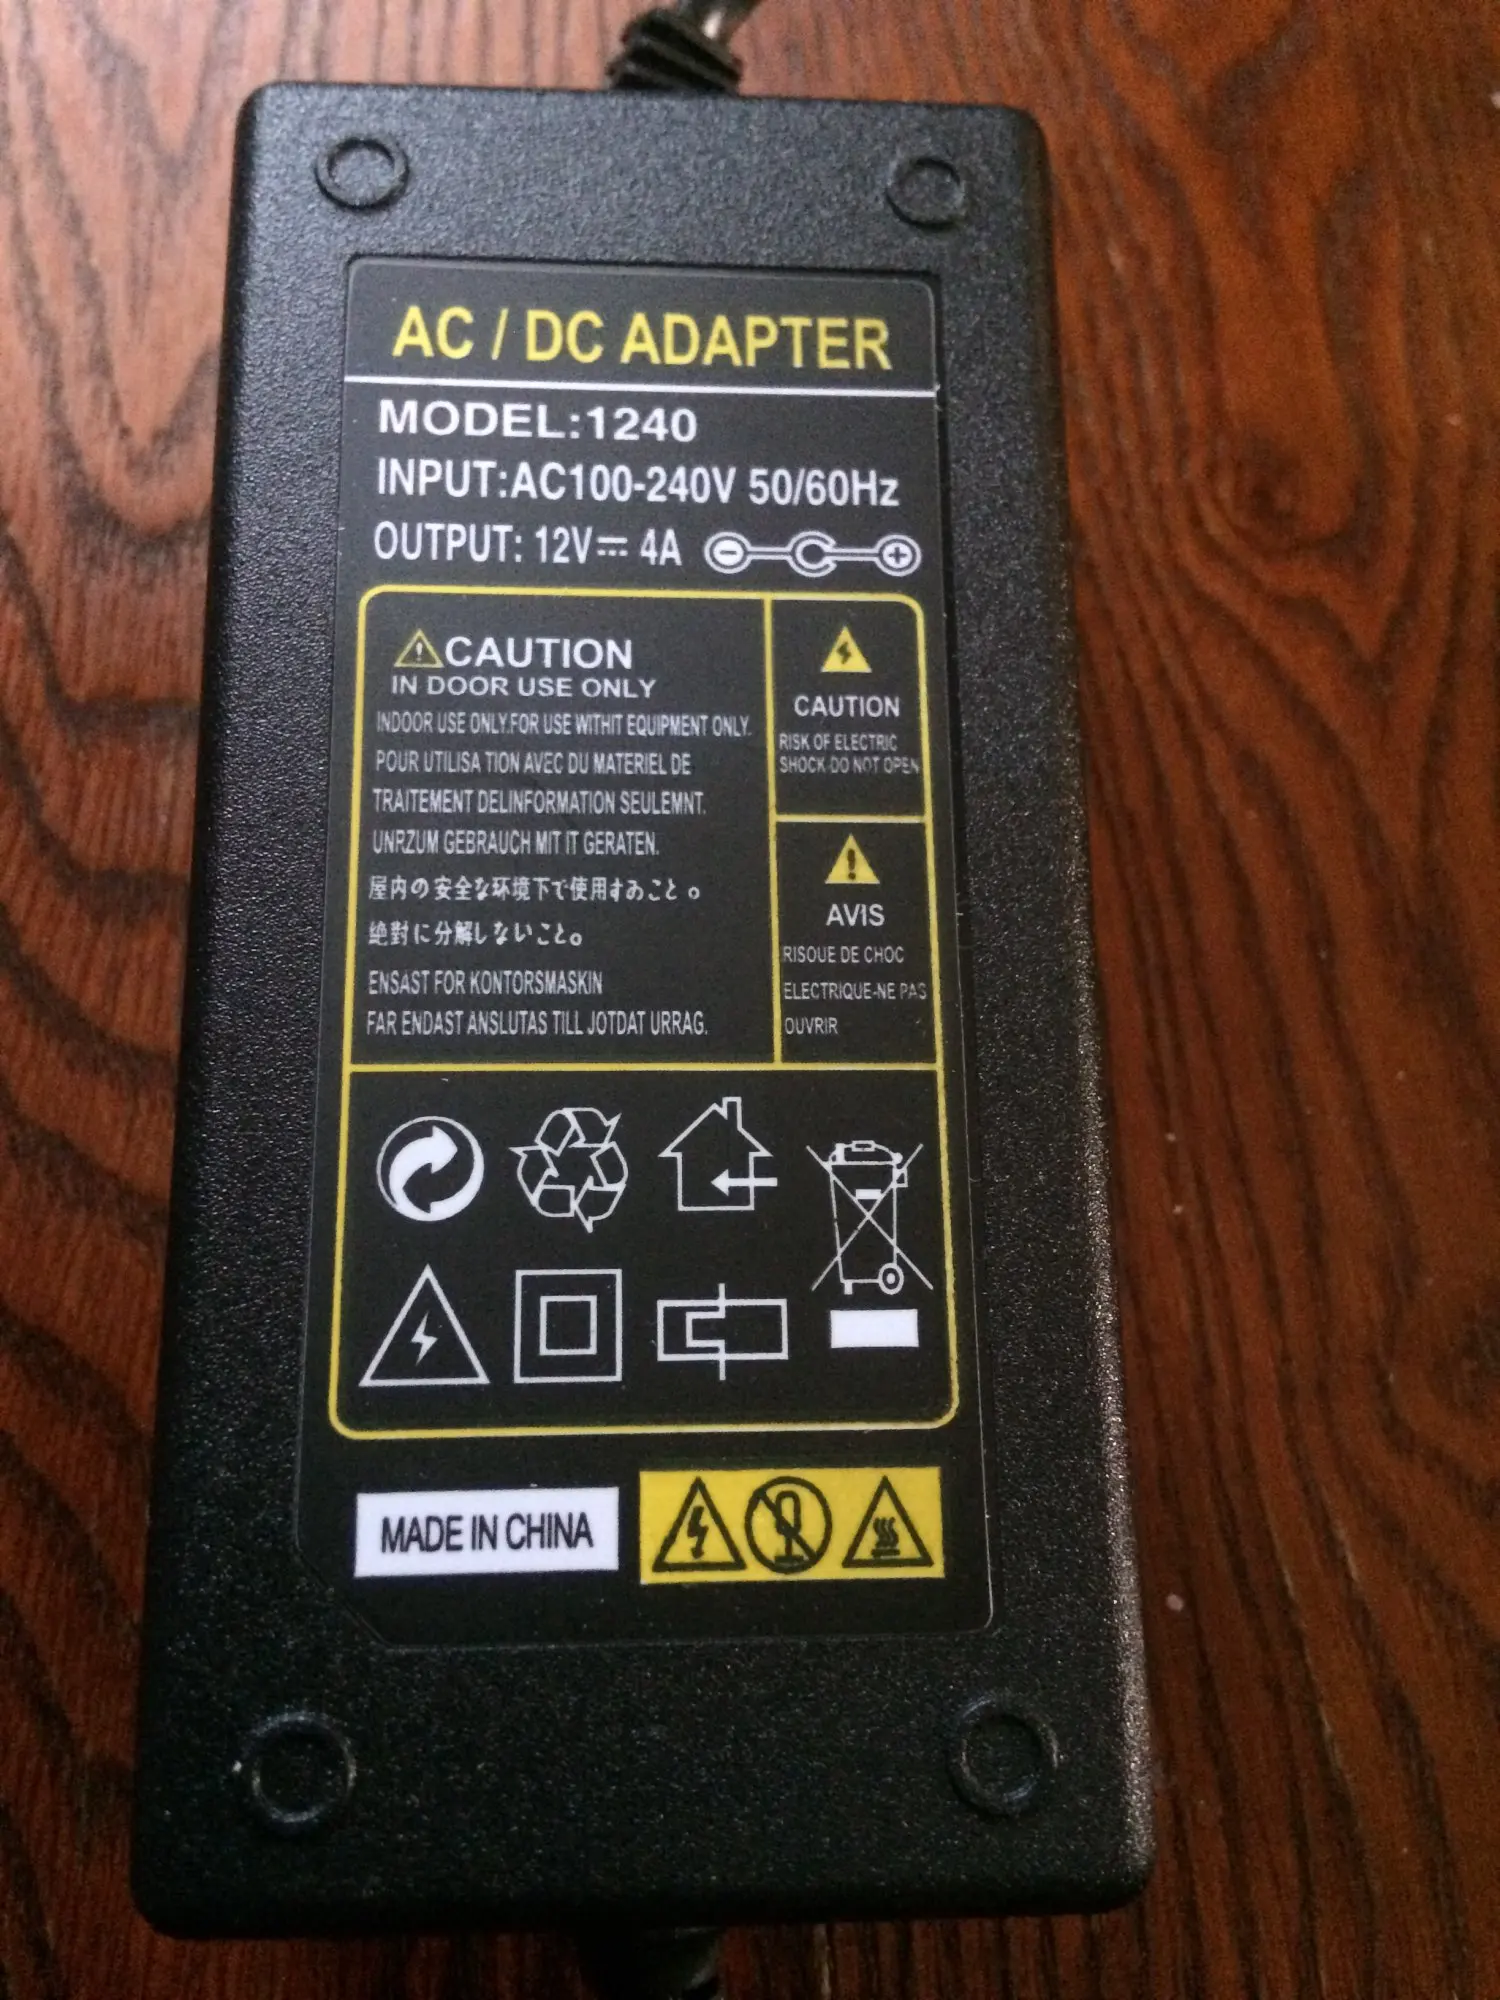 AC / DC ADAPTER
MODEL:1240
INPUT:AC100-240V 50/60Hz
OUTPUT: 12V 4A
CAUTION
IN DOOR USE ONLY
INDOOR USE ONLY.FOR USE WITHIT EQUIPMENT ONLY.
POUR UTILISA TION AVEC DU MATERIEL DE
TRAITEMENT DELINFORMATION SEULEMNT.
UNRZUM GEBRAUCH MIT IT GERATEN.
屋内の安全な环境下で使用すあこと。
絶対に分解しないこと。
ENSAST FOR KONTORSMASKIN
FAR ENDAST ANSLUTAS TILL JOTDAT URRAG.
CAUTION
RISK OF ELECTRIC
SHOCK-DO NOT OPEN
AVIS
RISOUE DE CHOC
ELECTRIQUE-NE PAS
OUVRIR
MADE IN CHINA